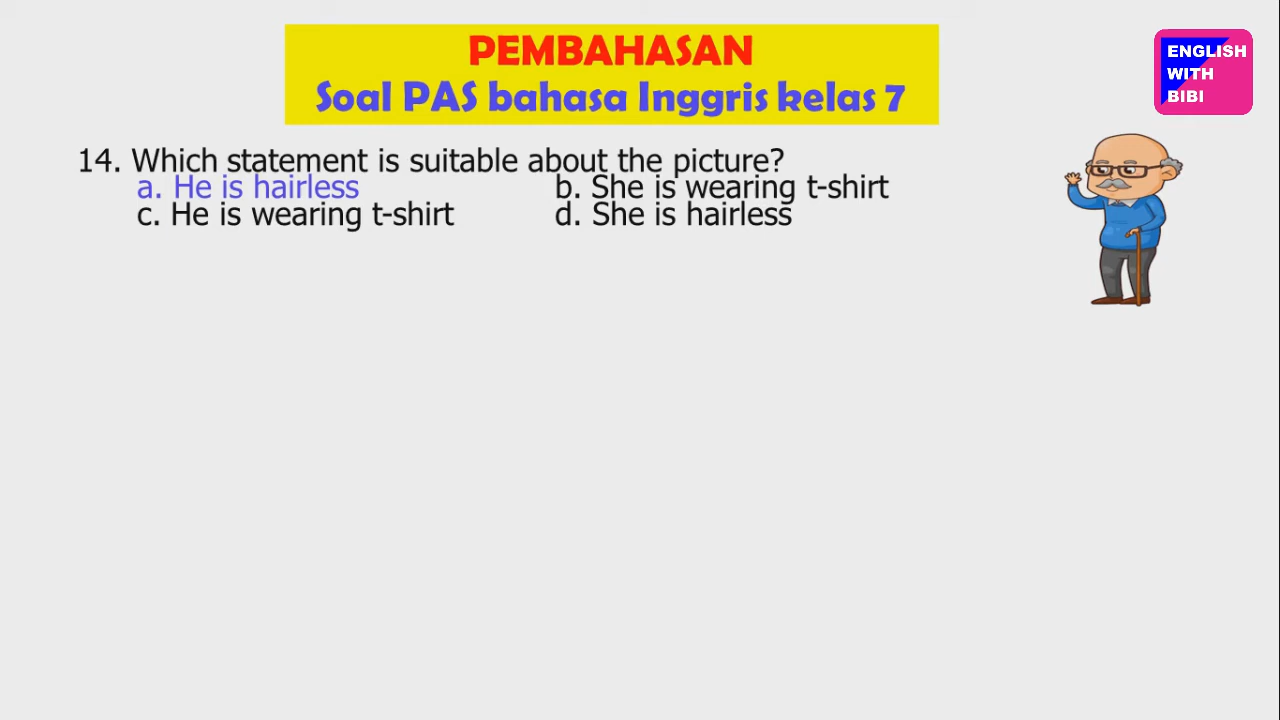 PEMBAHASAN
Soal PAS bahasa Inggris kelas 7
ENGLISH
WITH
BIBI
14. Which statement is suitable about the picture?
a. He is hairless b. She is wearing t-shirt
c. He is wearing t-shirt d. She is hairless